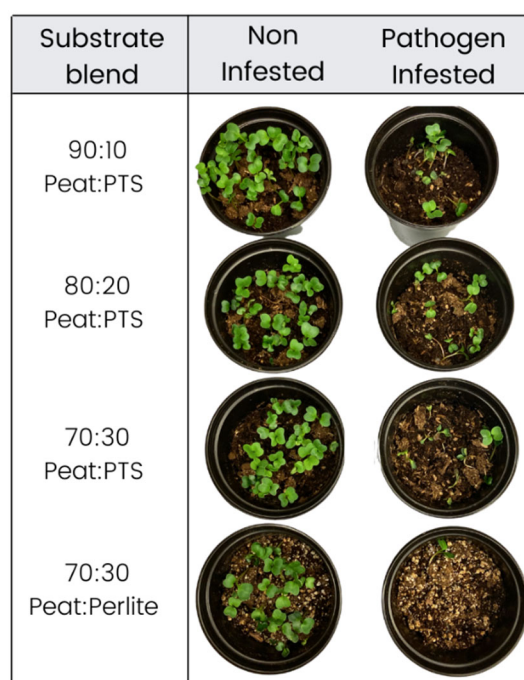 Substrate
blend
Non
Infested
Pathogen
Infested
90:10
Peat:PTS
80:20
Peat:PTS
70:30
Peat:PTS
70:30
Peat:Perlite